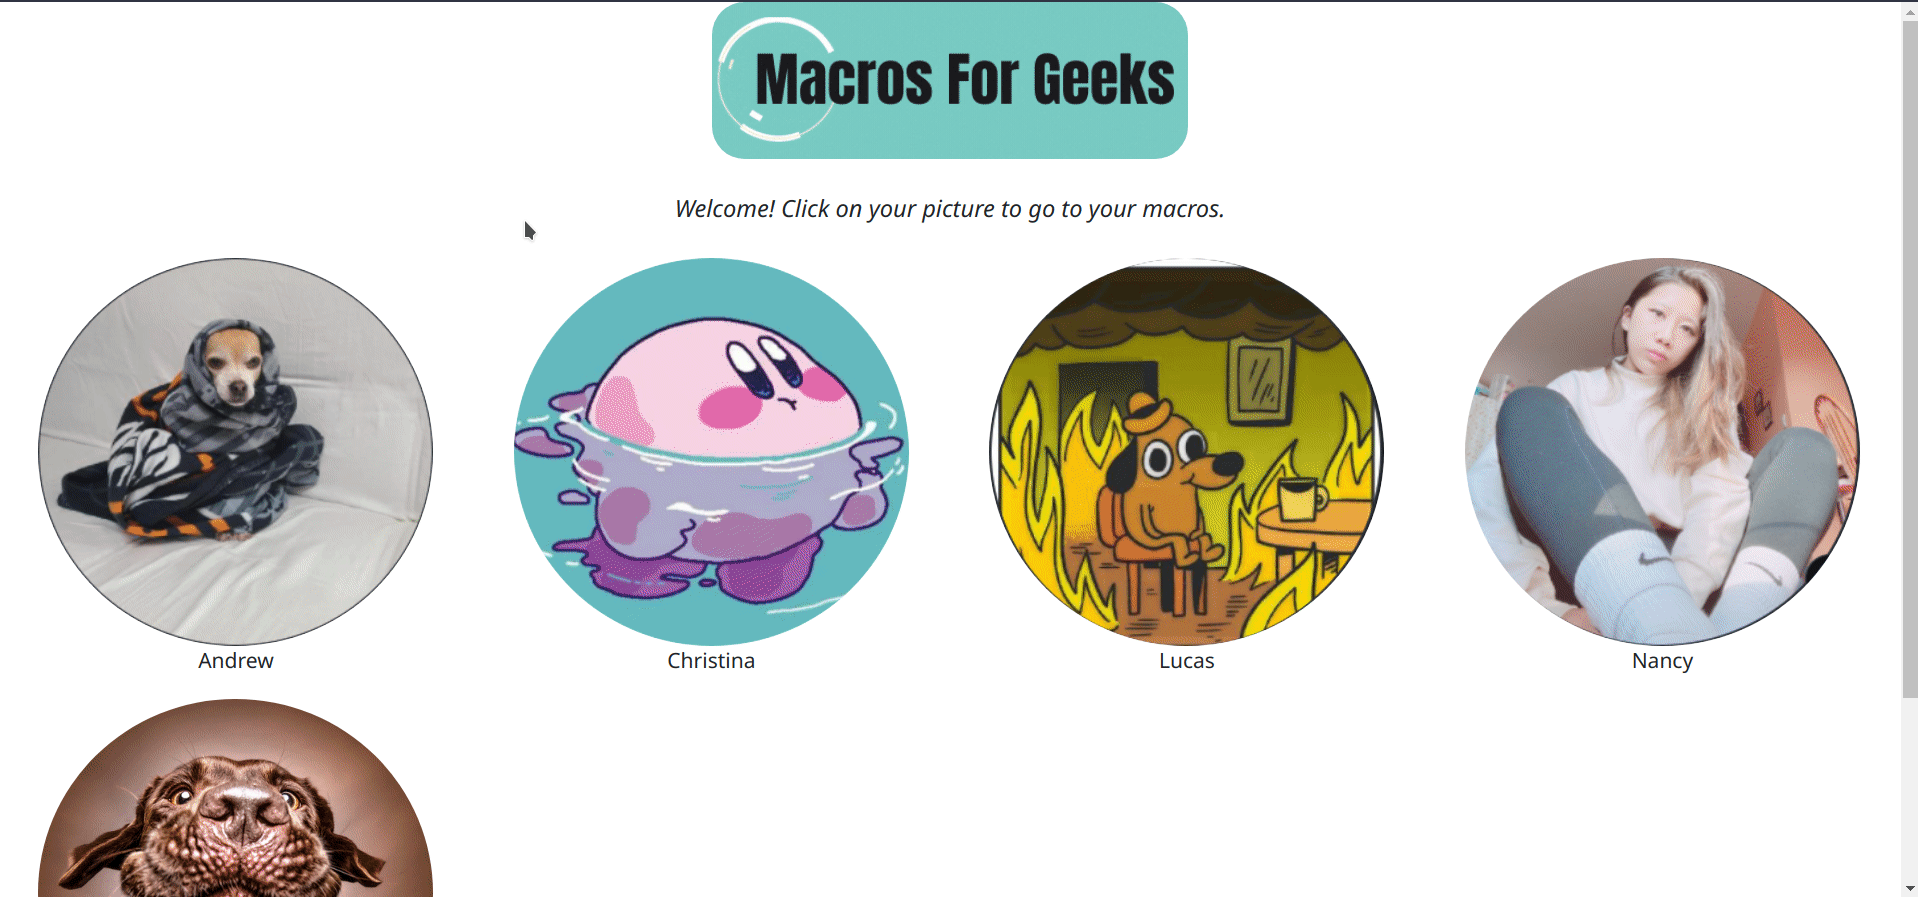 Macros For Geeks
Welcome! Click on your picture to go to your macros.
Andrew
Christina
Lucas
Nancy